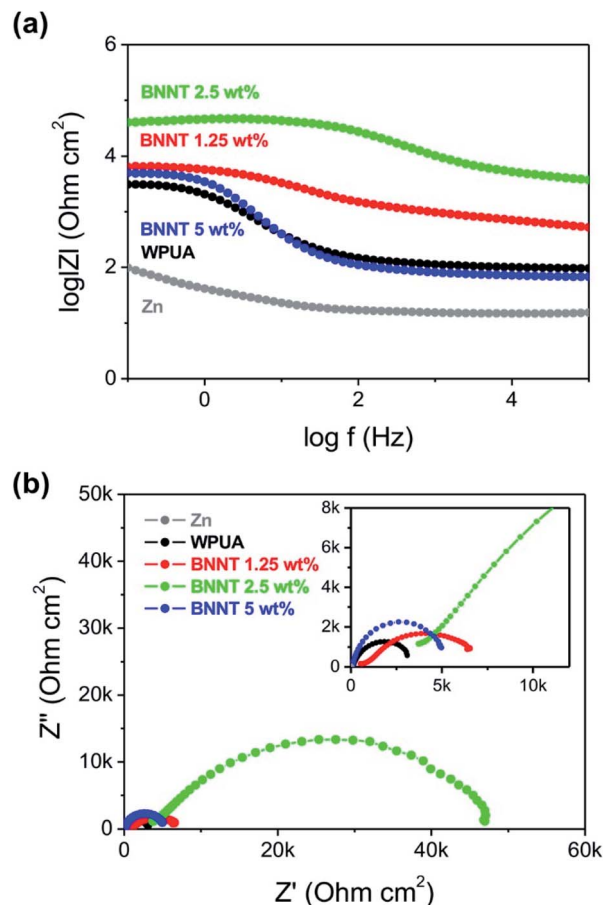 (a)
6
4
2
0
BNNT 2.5 wt%
BNNT 1.25 wt%
BNNT 5 wt%
WPUA
Zn
log|Z| (Ohm cm²)
0 2 4
log f (Hz)
(b)
50k
40k
30k
20k
10k
0
Zn
WPUA
BNNT 1.25 wt%
BNNT 2.5 wt%
BNNT 5 wt%
8k
6k
4k
2k
0
0 5k 10k
Z'' (Ohm cm²)
0 20k 40k 60k
Z' (Ohm cm²)